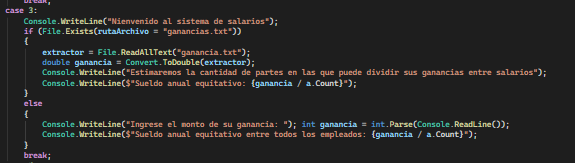 break;
case 3:
Console.WriteLine("Nienvenido al sistema de salarios");
if (File.Exists(rutaArchivo = "ganancias.txt"))
{
extractor = File.ReadAllText("ganancia.txt");
double ganancia = Convert.ToDouble(extractor);
Console.WriteLine("Estimaremos la cantidad de partes en las que puede dividir sus ganancias entre salarios");
Console.WriteLine($"Sueldo anual equitativo: {ganancia / a.Count}");
}
else
{
Console.WriteLine("Ingrese el monto de su ganancia: "); int ganancia = int.Parse(Console.ReadLine());
Console.WriteLine($"Sueldo anual equitativo entre todos los empleados: {ganancia / a.Count}");
}
break;